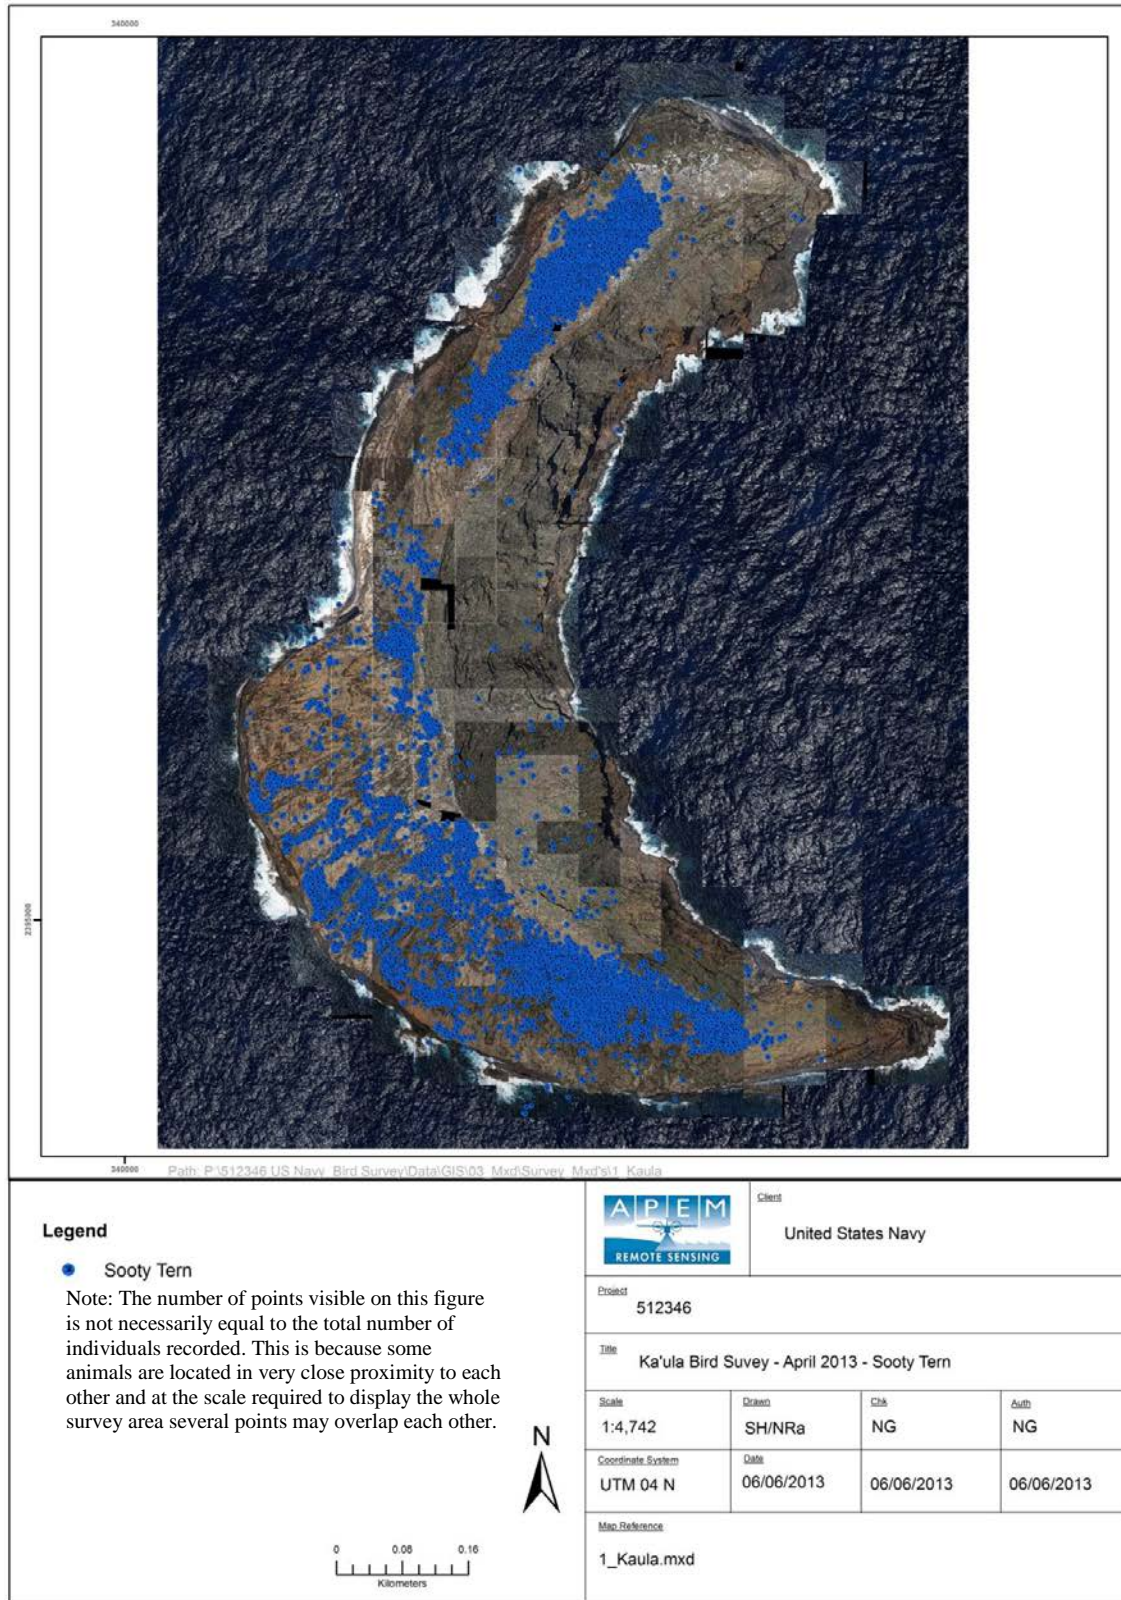 340000
2395000
340000
Path: P:\512346 US Navy_Bird Survey\Data\GIS\03_Mxd\Survey_Mxd's\1_Kaula
Legend
Sooty Tern
Note: The number of points visible on this figure
is not necessarily equal to the total number of
individuals recorded. This is because some
animals are located in very close proximity to each
other and at the scale required to display the whole
survey area several points may overlap each other.
N
0 0.08 0.16
Kilometers
APEM
REMOTE SENSING
Client
United States Navy
Project
512346
Title
Ka'ula Bird Suvey - April 2013 - Sooty Tern
Scale
1:4,742
Drawn
SH/NRa
Chk
NG
Auth
NG
Coordinate System
UTM 04 N
Date
06/06/2013
06/06/2013
06/06/2013
Map Reference
1_Kaula.mxd